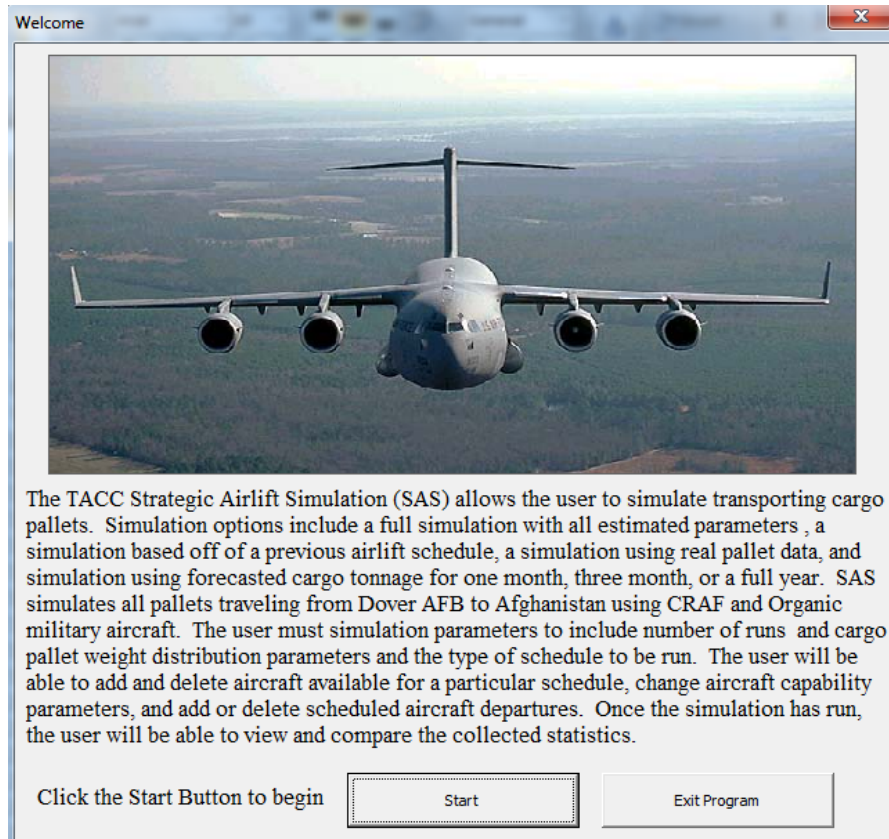 Welcome
The TACC Strategic Airlift Simulation (SAS) allows the user to simulate transporting cargo
pallets.  Simulation options include a full simulation with all estimated parameters , a
simulation based off of a previous airlift schedule, a simulation using real pallet data, and
simulation using forecasted cargo tonnage for one month, three month, or a full year.  SAS
simulates all pallets traveling from Dover AFB to Afghanistan using CRAF and Organic
military aircraft.  The user must simulation parameters to include number of runs  and cargo
pallet weight distribution parameters and the type of schedule to be run.  The user will be
able to add and delete aircraft available for a particular schedule, change aircraft capability
parameters, and add or delete scheduled aircraft departures.  Once the simulation has run,
the user will be able to view and compare the collected statistics.
Click the Start Button to begin
Start
Exit Program